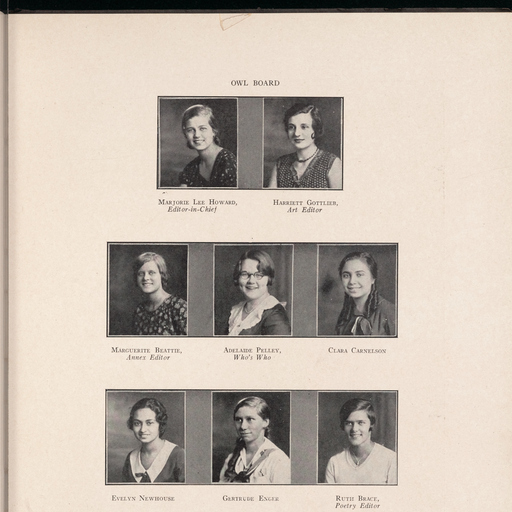 OWL BOARD
Marjorie Lee Howard,
Editor-in-Chief
Harriett Gottlieb,
Art Editor
Marguerite Beattie,
Annex Editor
Adelaide Pelley,
Who's Who
Clara Carnelson
Evelyn Newhouse
Gertrude Enger
Ruth Brace,
Poetry Editor